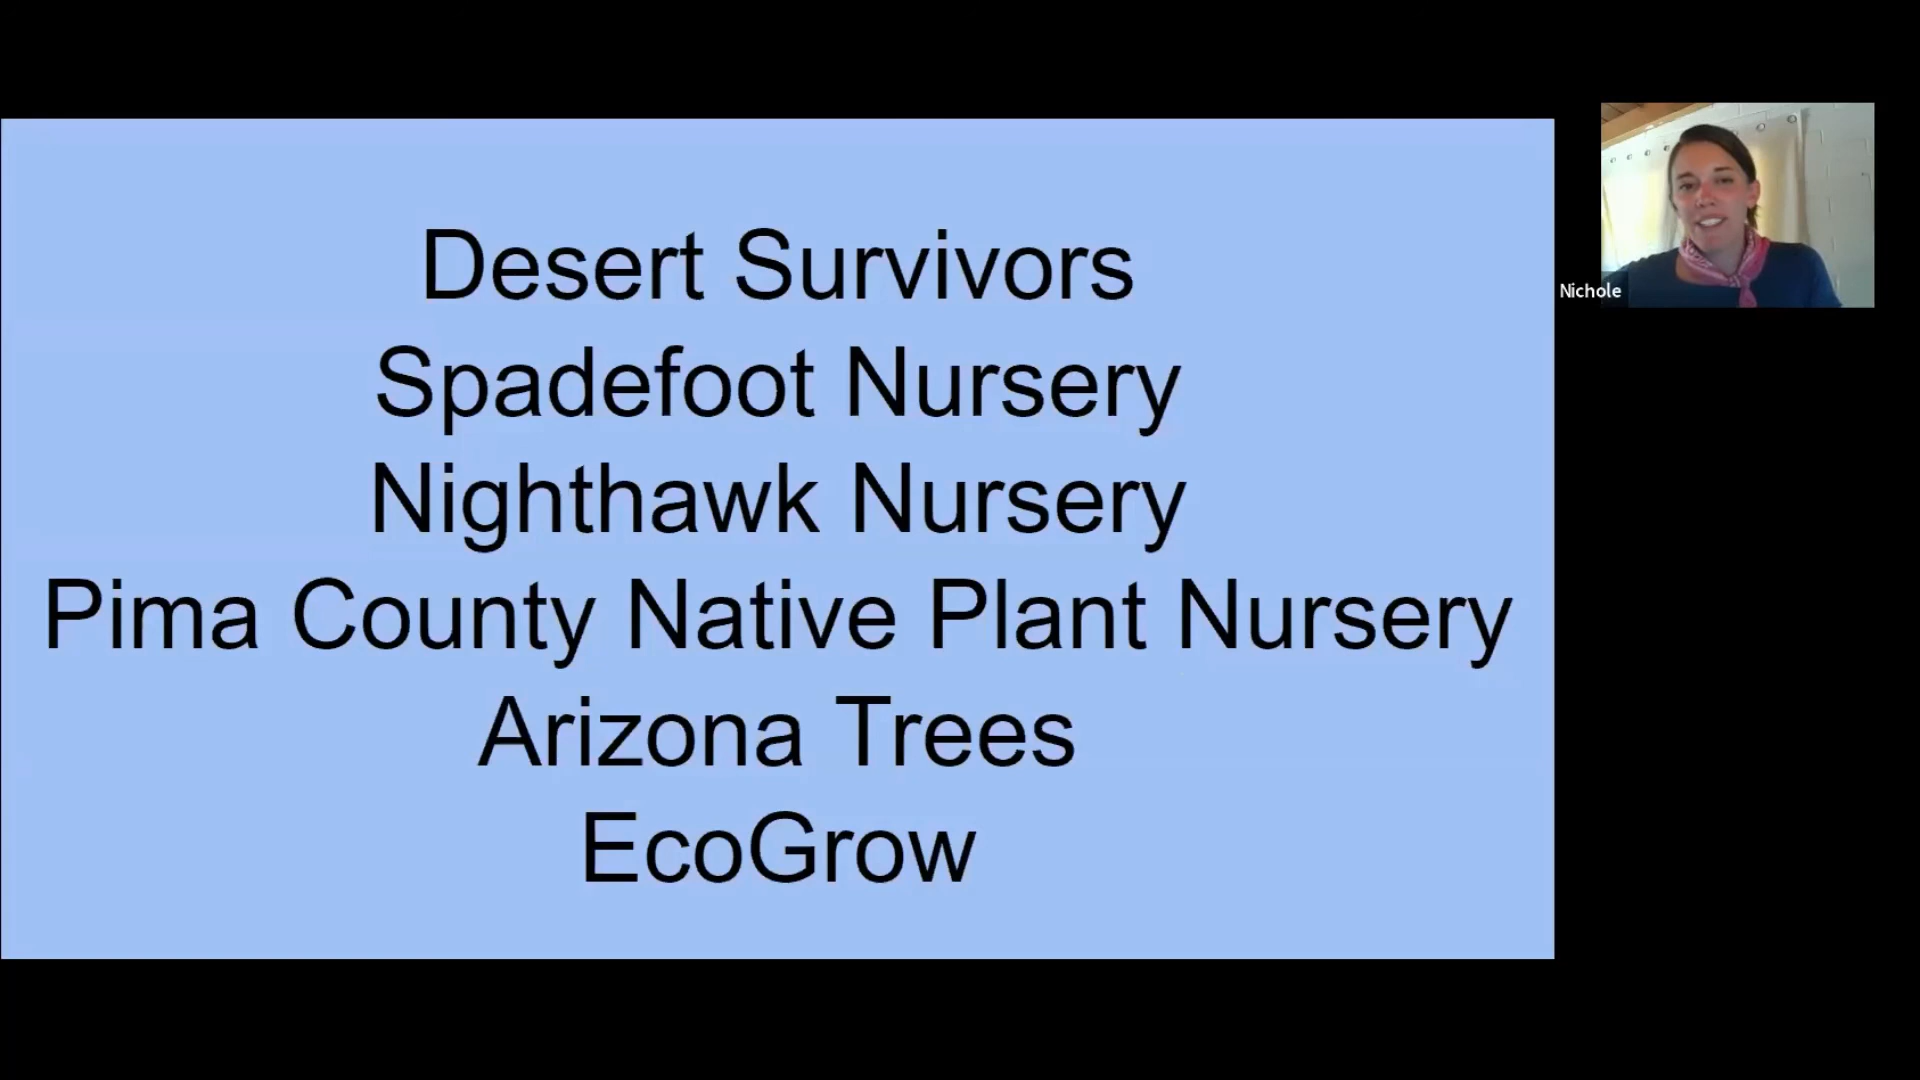 Desert Survivors
Spadefoot Nursery
Nighthawk Nursery
Pima County Native Plant Nursery
Arizona Trees
EcoGrow
Nichole